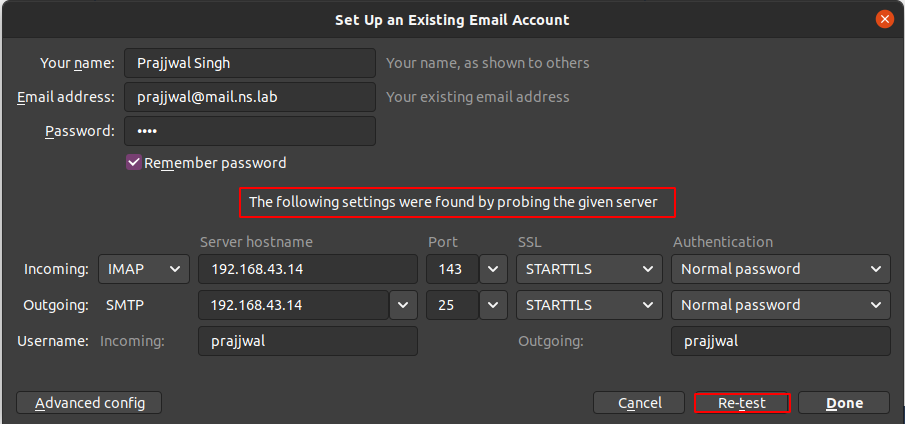 Set Up an Existing Email Account
Your name: Prajjwal Singh Your name, as shown to others
Email address: prajjwal@mail.ns.lab Your existing email address
Password: ••••
Remember password
The following settings were found by probing the given server
Server hostname Port SSL Authentication
Incoming: IMAP 192.168.43.14 143 STARTTLS Normal password
Outgoing: SMTP 192.168.43.14 25 STARTTLS Normal password
Username: Incoming: prajjwal Outgoing: prajjwal
Advanced config Cancel Re-test Done